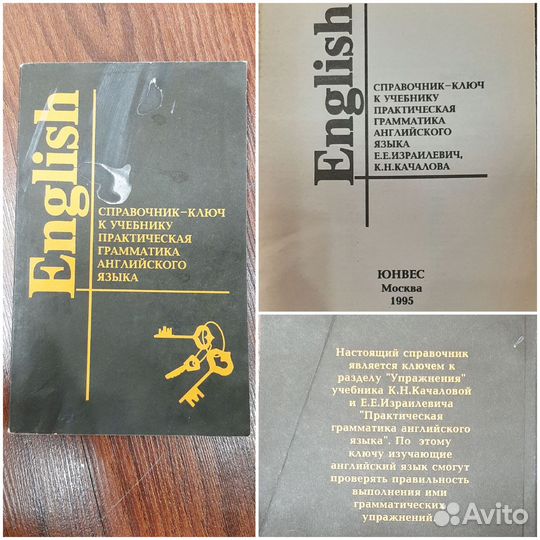 English
СПРАВОЧНИК-КЛЮЧ
К УЧЕБНИКУ
ПРАКТИЧЕСКАЯ
ГРАММАТИКА
АНГЛИЙСКОГО
ЯЗЫКА
English
СПРАВОЧНИК-КЛЮЧ
К УЧЕБНИКУ
ПРАКТИЧЕСКАЯ
ГРАММАТИКА
АНГЛИЙСКОГО
ЯЗЫКА
Е.Е.ИЗРАИЛЕВИЧ,
К.Н.КАЧАЛОВА
ЮНВЕС
Москва
1995
Настоящий справочник
является ключем к
разделу "Упражнения"
учебника К.Н.Качаловой
и Е.Е.Израилевича
"Практическая
грамматика английского
языка". По этому
ключу изучающие
английский язык смогут
проверять правильность
выполнения ими
грамматических
упражнений.
Avito